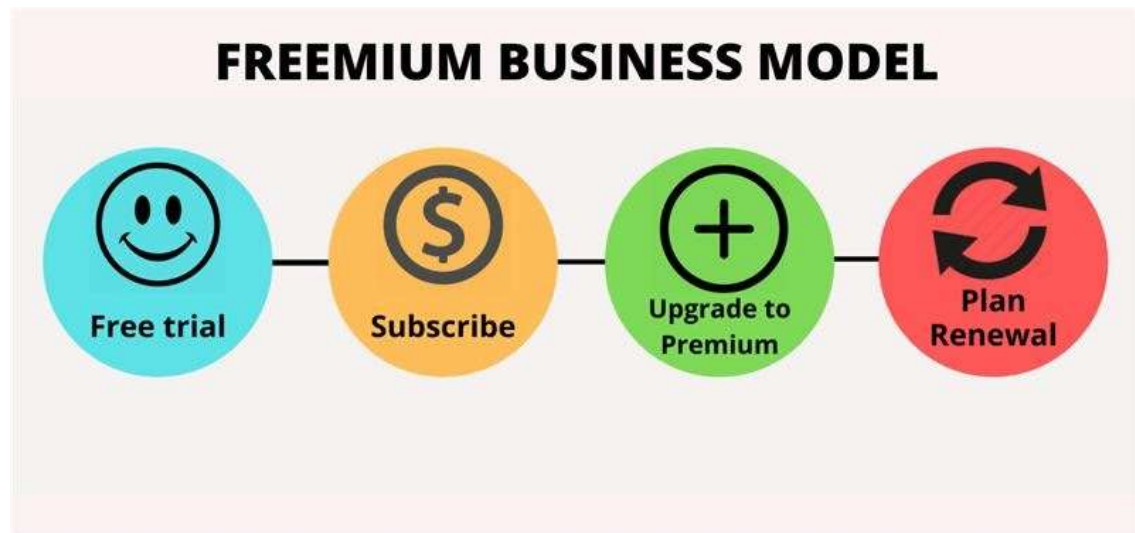 FREEMIUM BUSINESS MODEL
Free trial
Subscribe
Upgrade to
Premium
Plan
Renewal